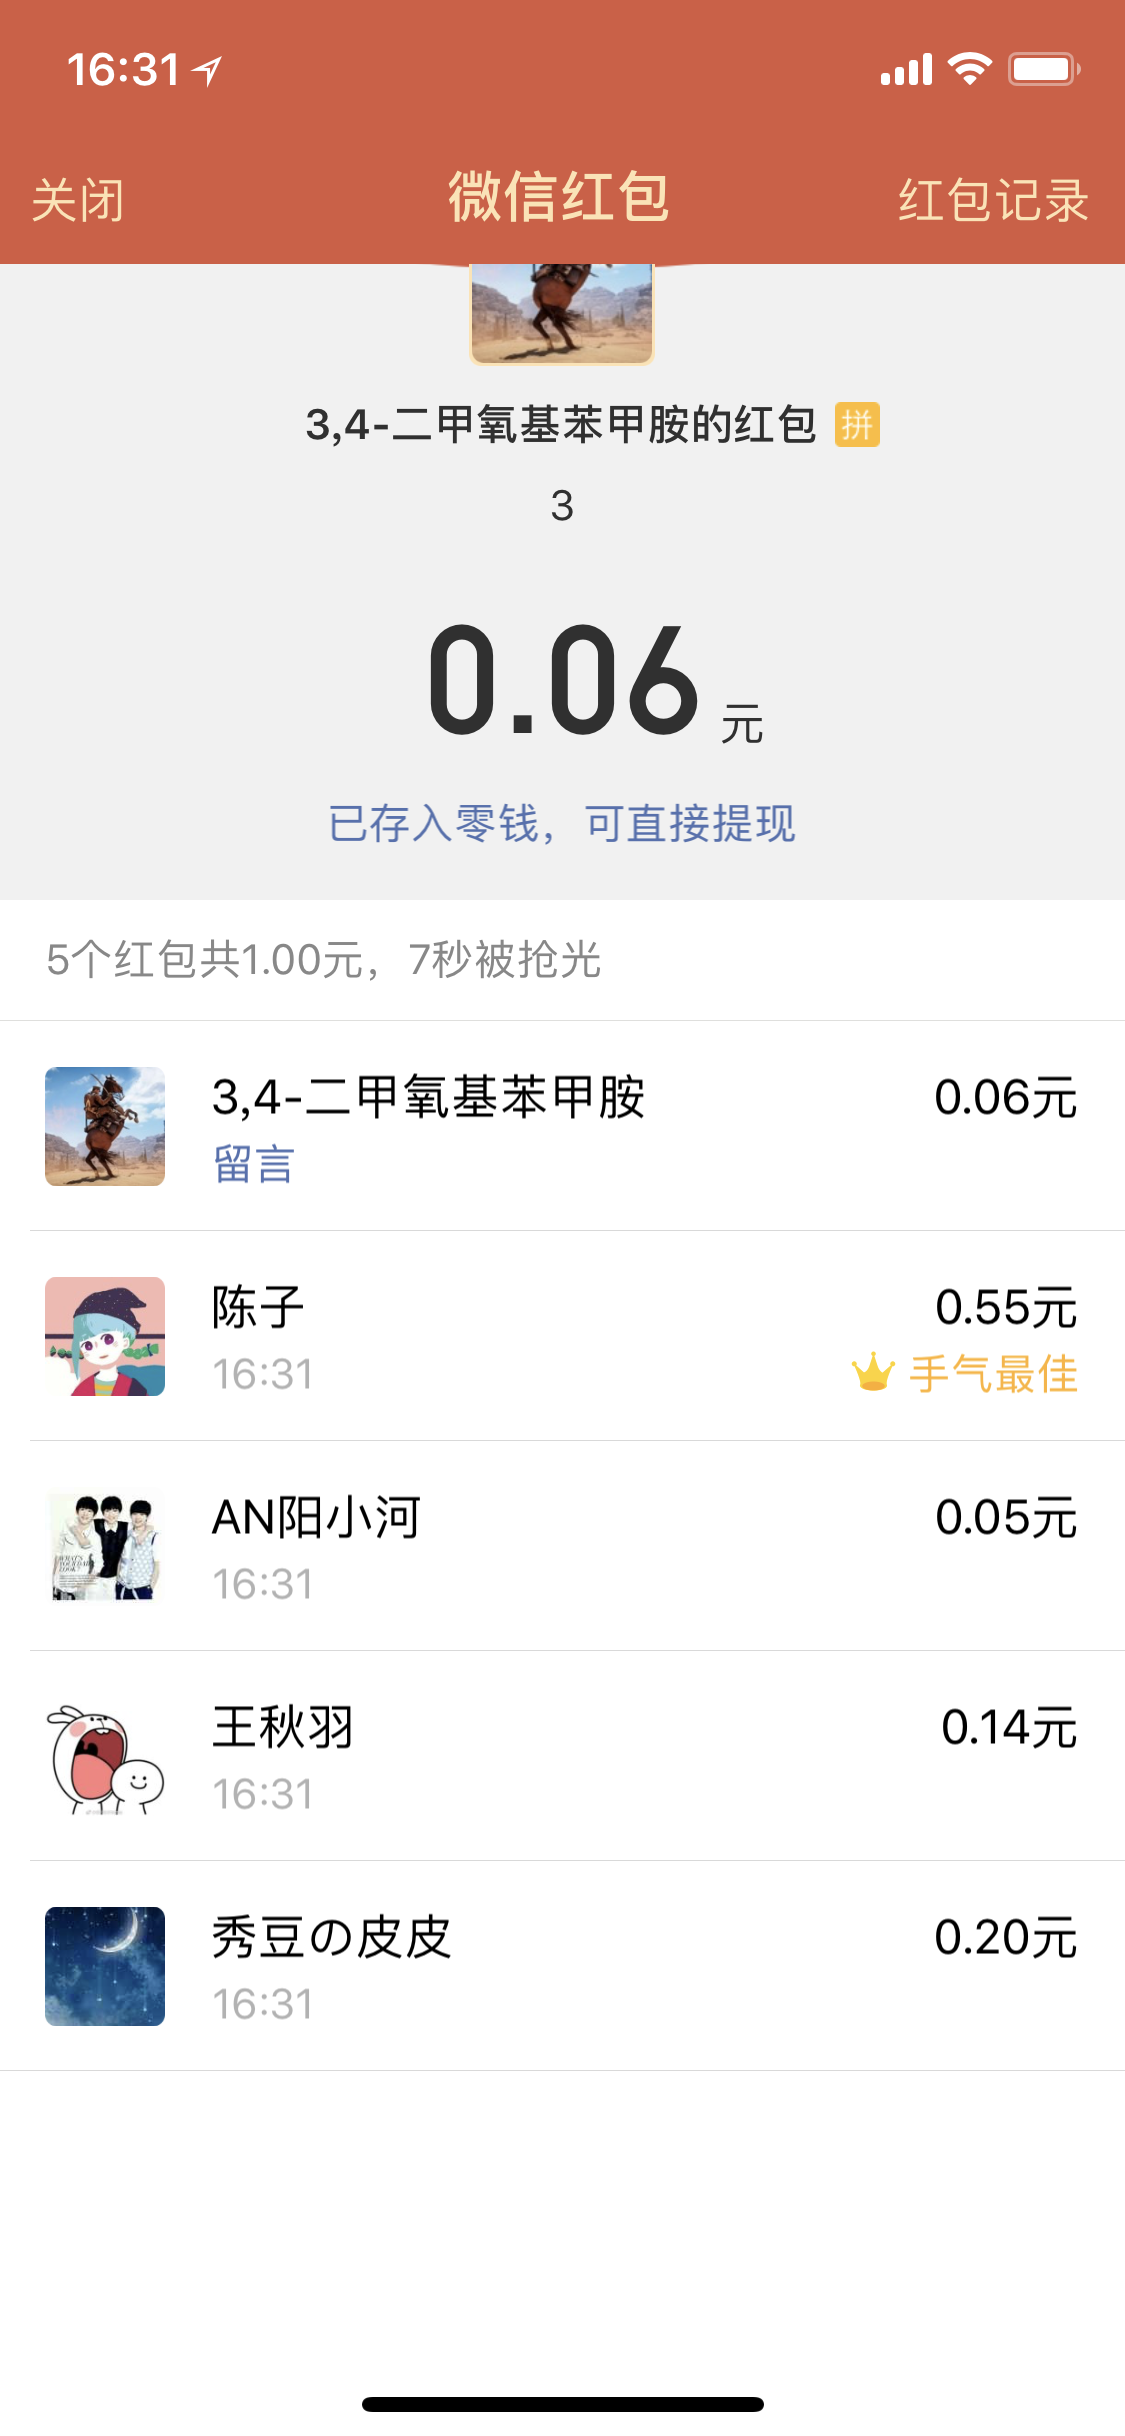 16:31
关闭 微信红包 红包记录
3,4-二甲氧基苯甲胺的红包 拼
3
0.06 元
已存入零钱，可直接提现
5个红包共1.00元，7秒被抢光
3,4-二甲氧基苯甲胺 0.06元
留言
陈子 0.55元
16:31 手气最佳
AN阳小河 0.05元
16:31
王秋羽 0.14元
16:31
秀豆の皮皮 0.20元
16:31